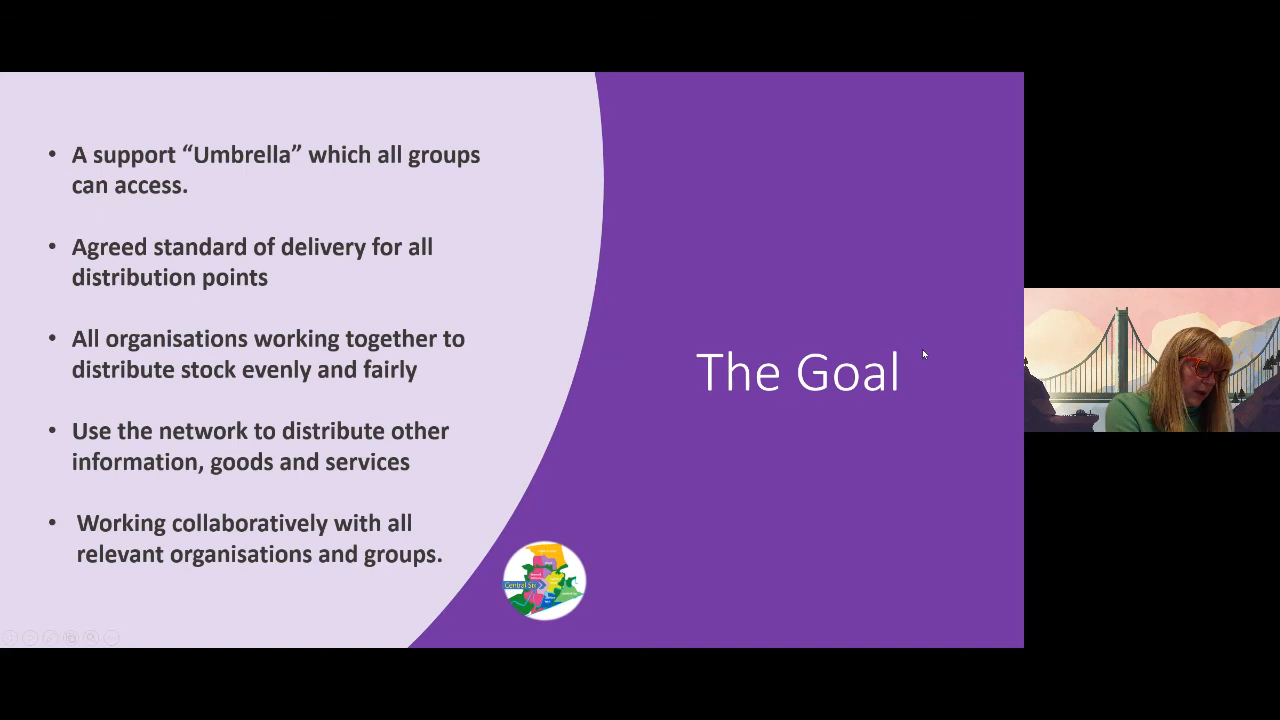 • A support “Umbrella” which all groups
can access.
• Agreed standard of delivery for all
distribution points
• All organisations working together to
distribute stock evenly and fairly
• Use the network to distribute other
information, goods and services
• Working collaboratively with all
relevant organisations and groups.
The Goal
Central Six